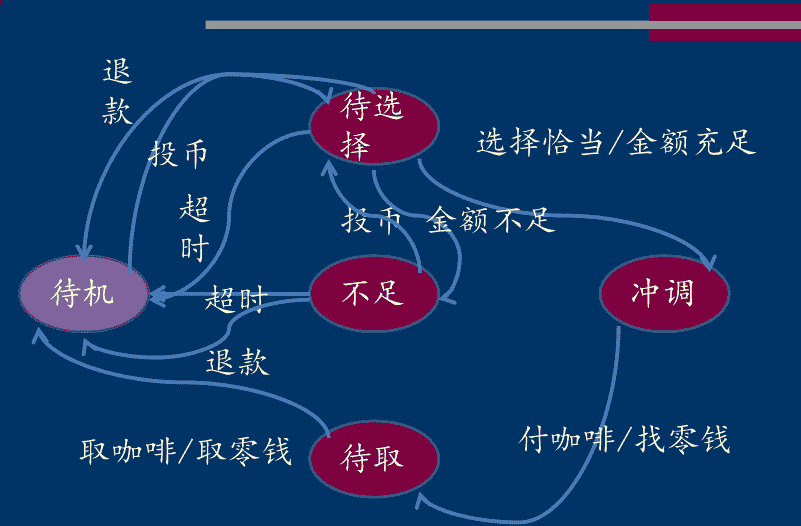 退
款
待选
择
投币
选择恰当/金额充足
超
时
投币
金额不足
待机
超时
不足
冲调
退款
取咖啡/取零钱
待取
付咖啡/找零钱